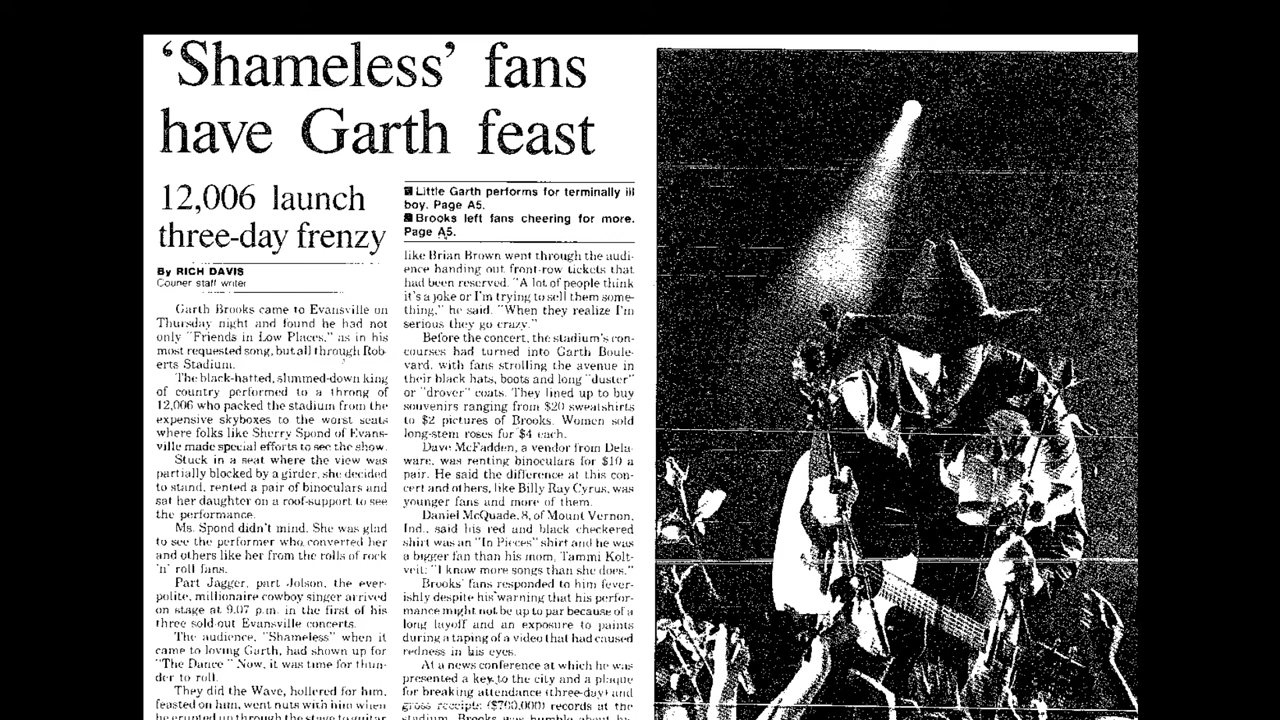 ‘Shameless’ fans
have Garth feast
12,006 launch
three-day frenzy
■ Little Garth performs for terminally ill
boy. Page A5.
■ Brooks left fans cheering for more.
Page A5.
By RICH DAVIS
Courier staff writer
Garth Brooks came to Evansville on
Thursday night and found he had not
only "Friends in Low Places," as in his
most requested song, but all through Rob-
erts Stadium.
The black-hatted, slimmed-down king
of country performed to a throng of
12,006 who packed the stadium from the
expensive skyboxes to the worst seats
where folks like Sherry Spond of Evans-
ville made special efforts to see the show.
Stuck in a seat where the view was
partially blocked by a girder, she decided
to stand, rented a pair of binoculars and
sat her daughter on a roof-support to see
the performance.
Ms. Spond didn't mind. She was glad
to see the performer who converted her
and others like her from the rolls of rock
'n' roll fans.
Part Jagger, part Jolson, the ever-
polite, millionaire cowboy singer arrived
on stage at 9:07 p.m. in the first of his
three sold-out Evansville concerts.
The audience, "Shameless" when it
came to loving Garth, had shown up for
"The Dance." Now, it was time for thun-
der to roll.
They did the Wave, hollered for him,
feasted on him, went nuts with him when
he erupted up through the stage to guitar
like Brian Brown went through the audi-
ence handing out front-row tickets that
had been reserved. "A lot of people think
it's a joke or I'm trying to sell them some-
thing," he said. "When they realize I'm
serious they go crazy."
Before the concert, the stadium's con-
courses had turned into Garth Boule-
vard, with fans strolling the avenue in
their black hats, boots and long "duster"
or "drover" coats. They lined up to buy
souvenirs ranging from $20 sweatshirts
to $2 pictures of Brooks. Women sold
long-stem roses for $4 each.
Dave McFadden, a vendor from Dela-
ware, was renting binoculars for $10 a
pair. He said the difference at this con-
cert and others, like Billy Ray Cyrus, was
younger fans and more of them.
Daniel McQuade, 8, of Mount Vernon,
Ind., said his red and black checkered
shirt was an "In Pieces" shirt and he was
a bigger fan than his mom, Tammi Kolt-
veit: "I know more songs than she does."
Brooks' fans responded to him fever-
ishly despite his warning that his perfor-
mance might not be up to par because of a
long layoff and an exposure to paints
during a taping of a video that had caused
redness in his eyes.
At a news conference at which he was
presented a key to the city and a plaque
for breaking attendance (three-day) and
gross receipts ($700,000) records at the
stadium, Brooks was humble about